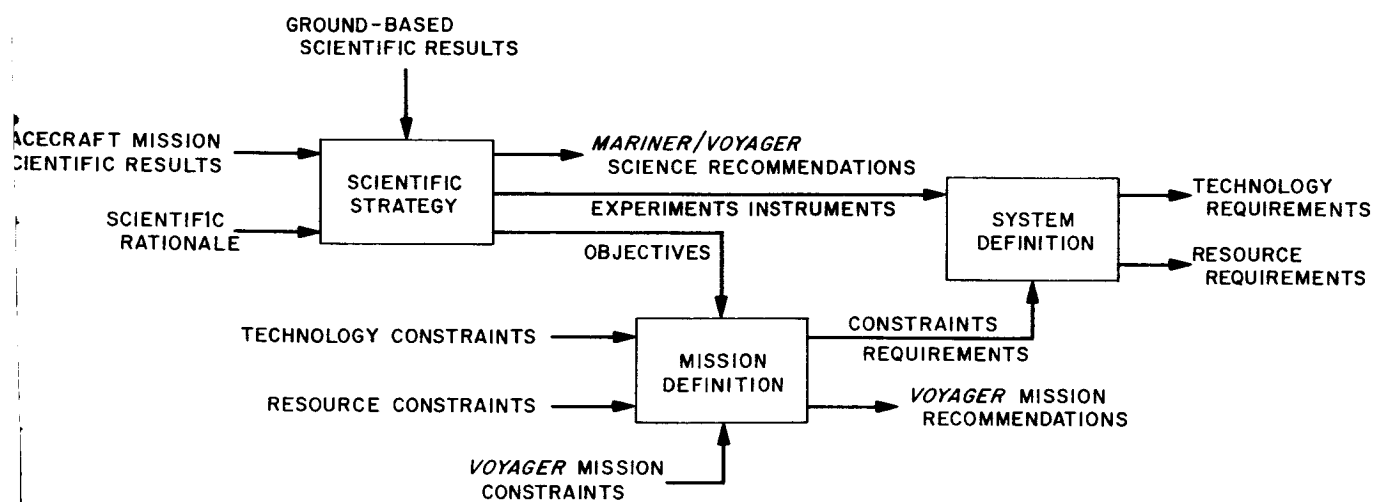 GROUND-BASED
SCIENTIFIC RESULTS
ACECRAFT MISSION
CIENTIFIC RESULTS
SCIENTIFIC
RATIONALE
SCIENTIFIC
STRATEGY
MARINER/VOYAGER
SCIENCE RECOMMENDATIONS
EXPERIMENTS INSTRUMENTS
OBJECTIVES
SYSTEM
DEFINITION
TECHNOLOGY
REQUIREMENTS
RESOURCE
REQUIREMENTS
TECHNOLOGY CONSTRAINTS
RESOURCE CONSTRAINTS
MISSION
DEFINITION
CONSTRAINTS
REQUIREMENTS
VOYAGER MISSION
RECOMMENDATIONS
VOYAGER MISSION
CONSTRAINTS